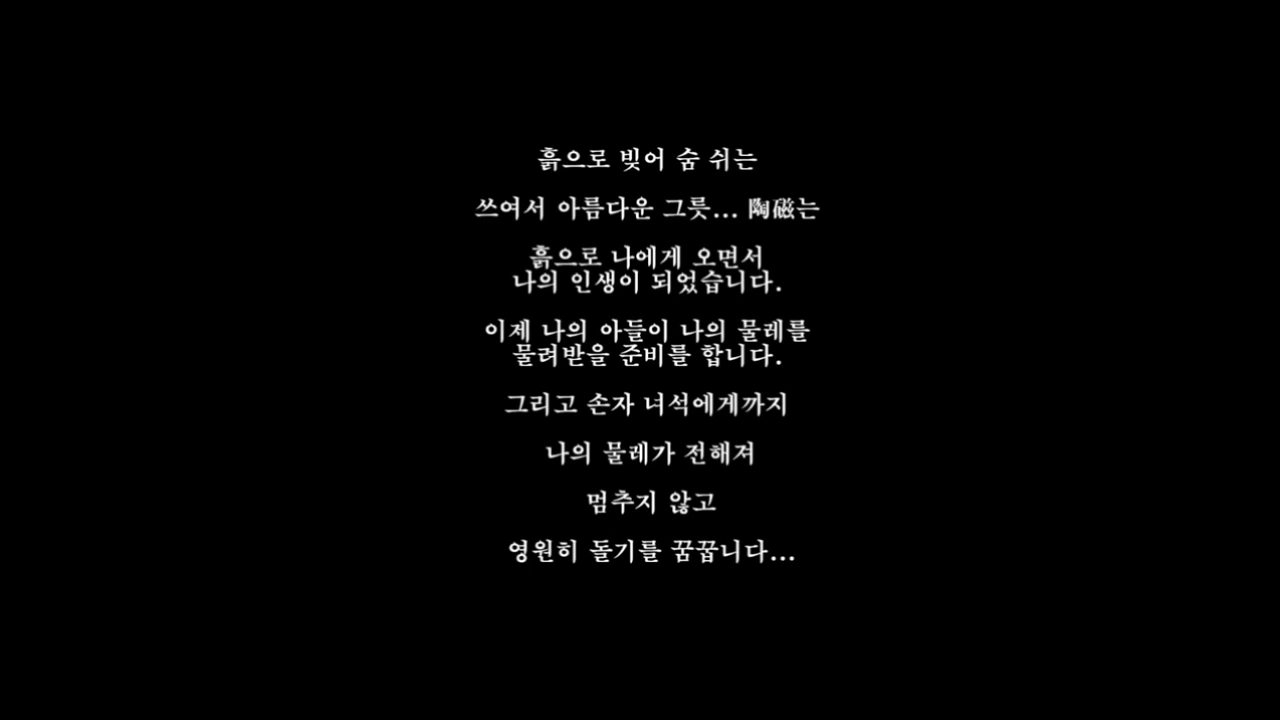 흙으로 빚어 숨 쉬는
쓰여서 아름다운 그릇... 陶磁는
흙으로 나에게 오면서
나의 인생이 되었습니다.
이제 나의 아들이 나의 물레를
물려받을 준비를 합니다.
그리고 손자 녀석에게까지
나의 물레가 전해져
멈추지 않고
영원히 돌기를 꿈꿉니다...